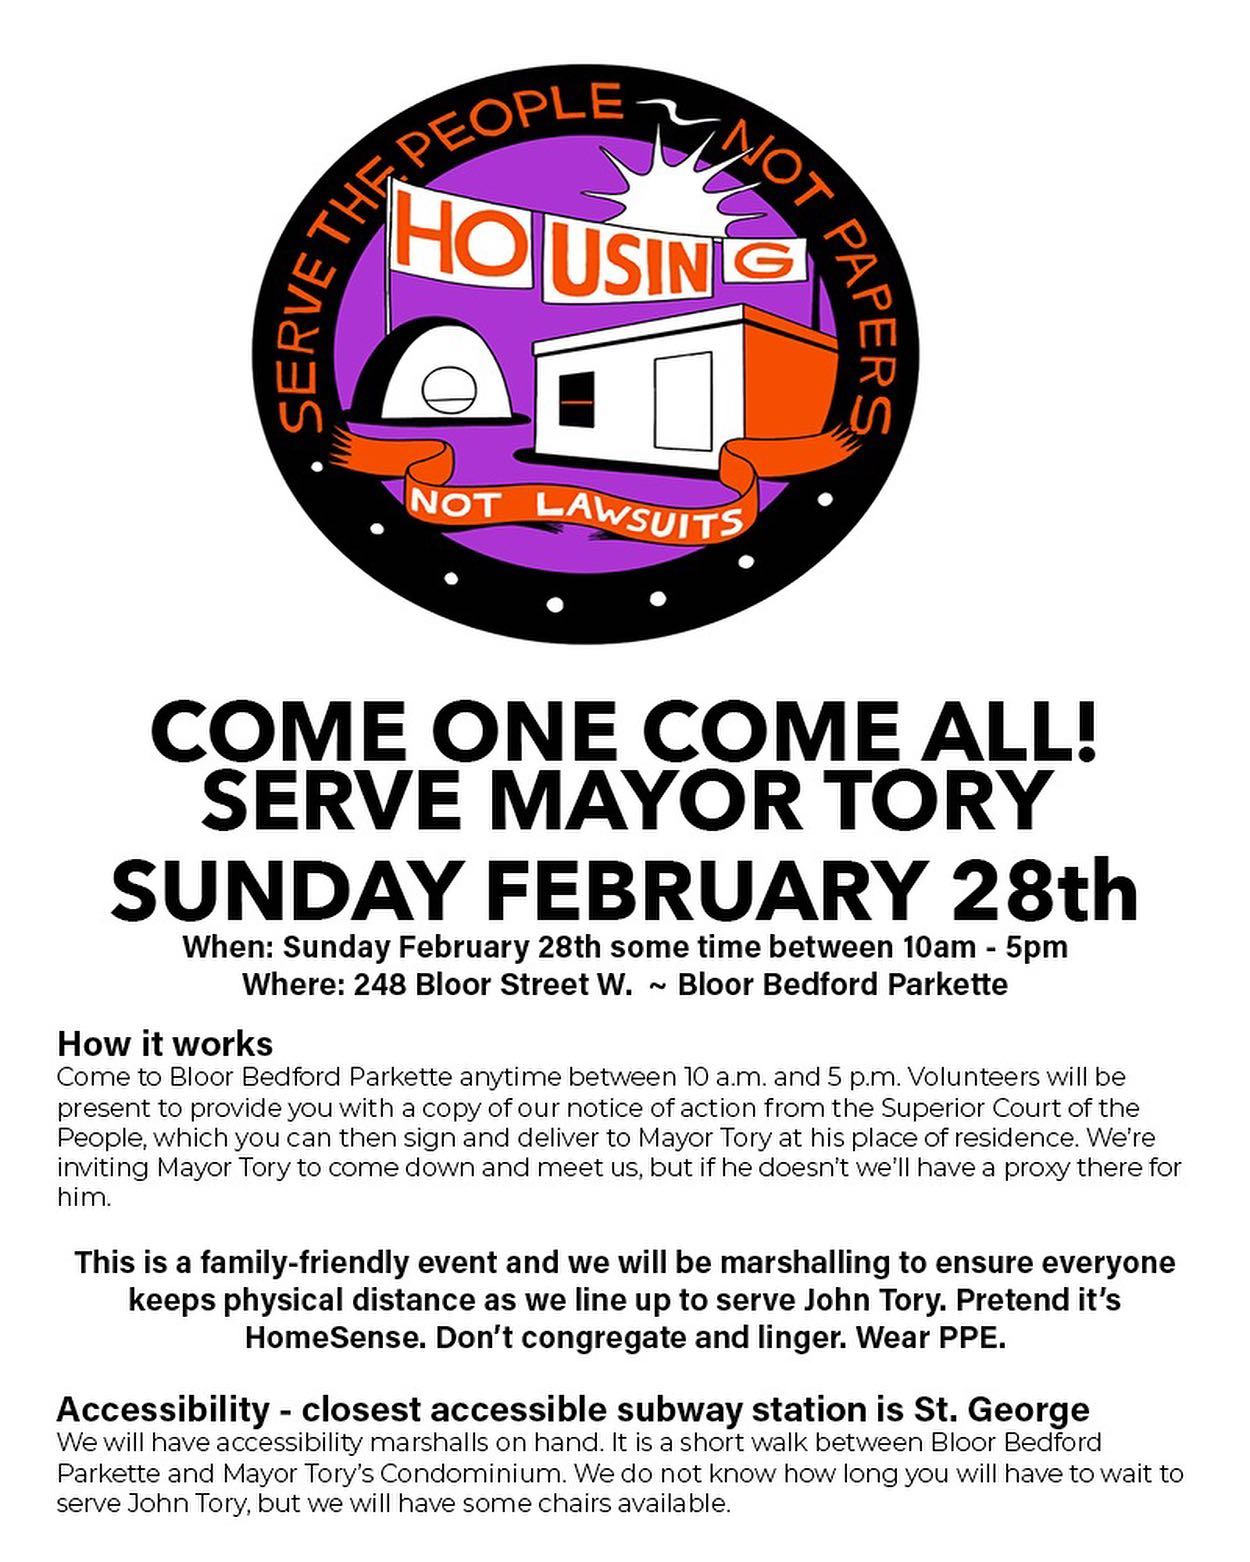 SERVE THE PEOPLE ~ NOT PAPERS
HOUSING
NOT LAWSUITS
COME ONE COME ALL!
SERVE MAYOR TORY
SUNDAY FEBRUARY 28th
When: Sunday February 28th some time between 10am - 5pm
Where: 248 Bloor Street W. ~ Bloor Bedford Parkette
How it works
Come to Bloor Bedford Parkette anytime between 10 a.m. and 5 p.m. Volunteers will be
present to provide you with a copy of our notice of action from the Superior Court of the
People, which you can then sign and deliver to Mayor Tory at his place of residence. We're
inviting Mayor Tory to come down and meet us, but if he doesn't we'll have a proxy there for
him.
This is a family-friendly event and we will be marshalling to ensure everyone
keeps physical distance as we line up to serve John Tory. Pretend it's
HomeSense. Don't congregate and linger. Wear PPE.
Accessibility - closest accessible subway station is St. George
We will have accessibility marshalls on hand. It is a short walk between Bloor Bedford
Parkette and Mayor Tory's Condominium. We do not know how long you will have to wait to
serve John Tory, but we will have some chairs available.